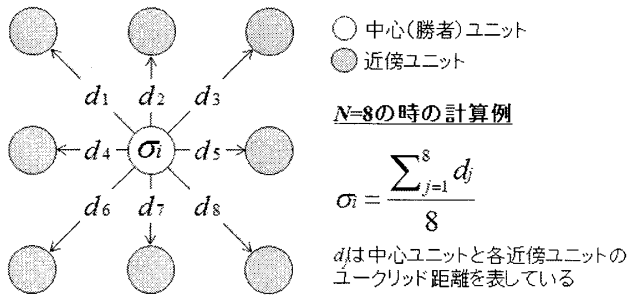 d1 d2 d3
d4 σi d5
d6 d7 d8
中心(勝者)ユニット
近傍ユニット
N=8の時の計算例
σi = ∑_{j=1}^{8} dj / 8
djは中心ユニットと各近傍ユニットの
ユークリッド距離を表している